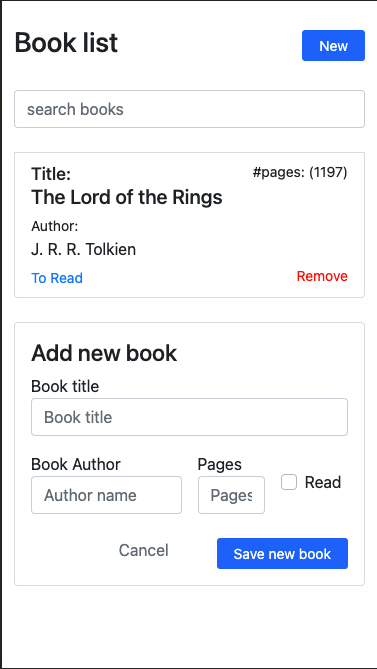 Book list
New
search books
Title:
#pages: (1197)
The Lord of the Rings
Author:
J. R. R. Tolkien
To Read
Remove
Add new book
Book title
Book title
Book Author
Pages
Author name
Pages
Read
Cancel
Save new book